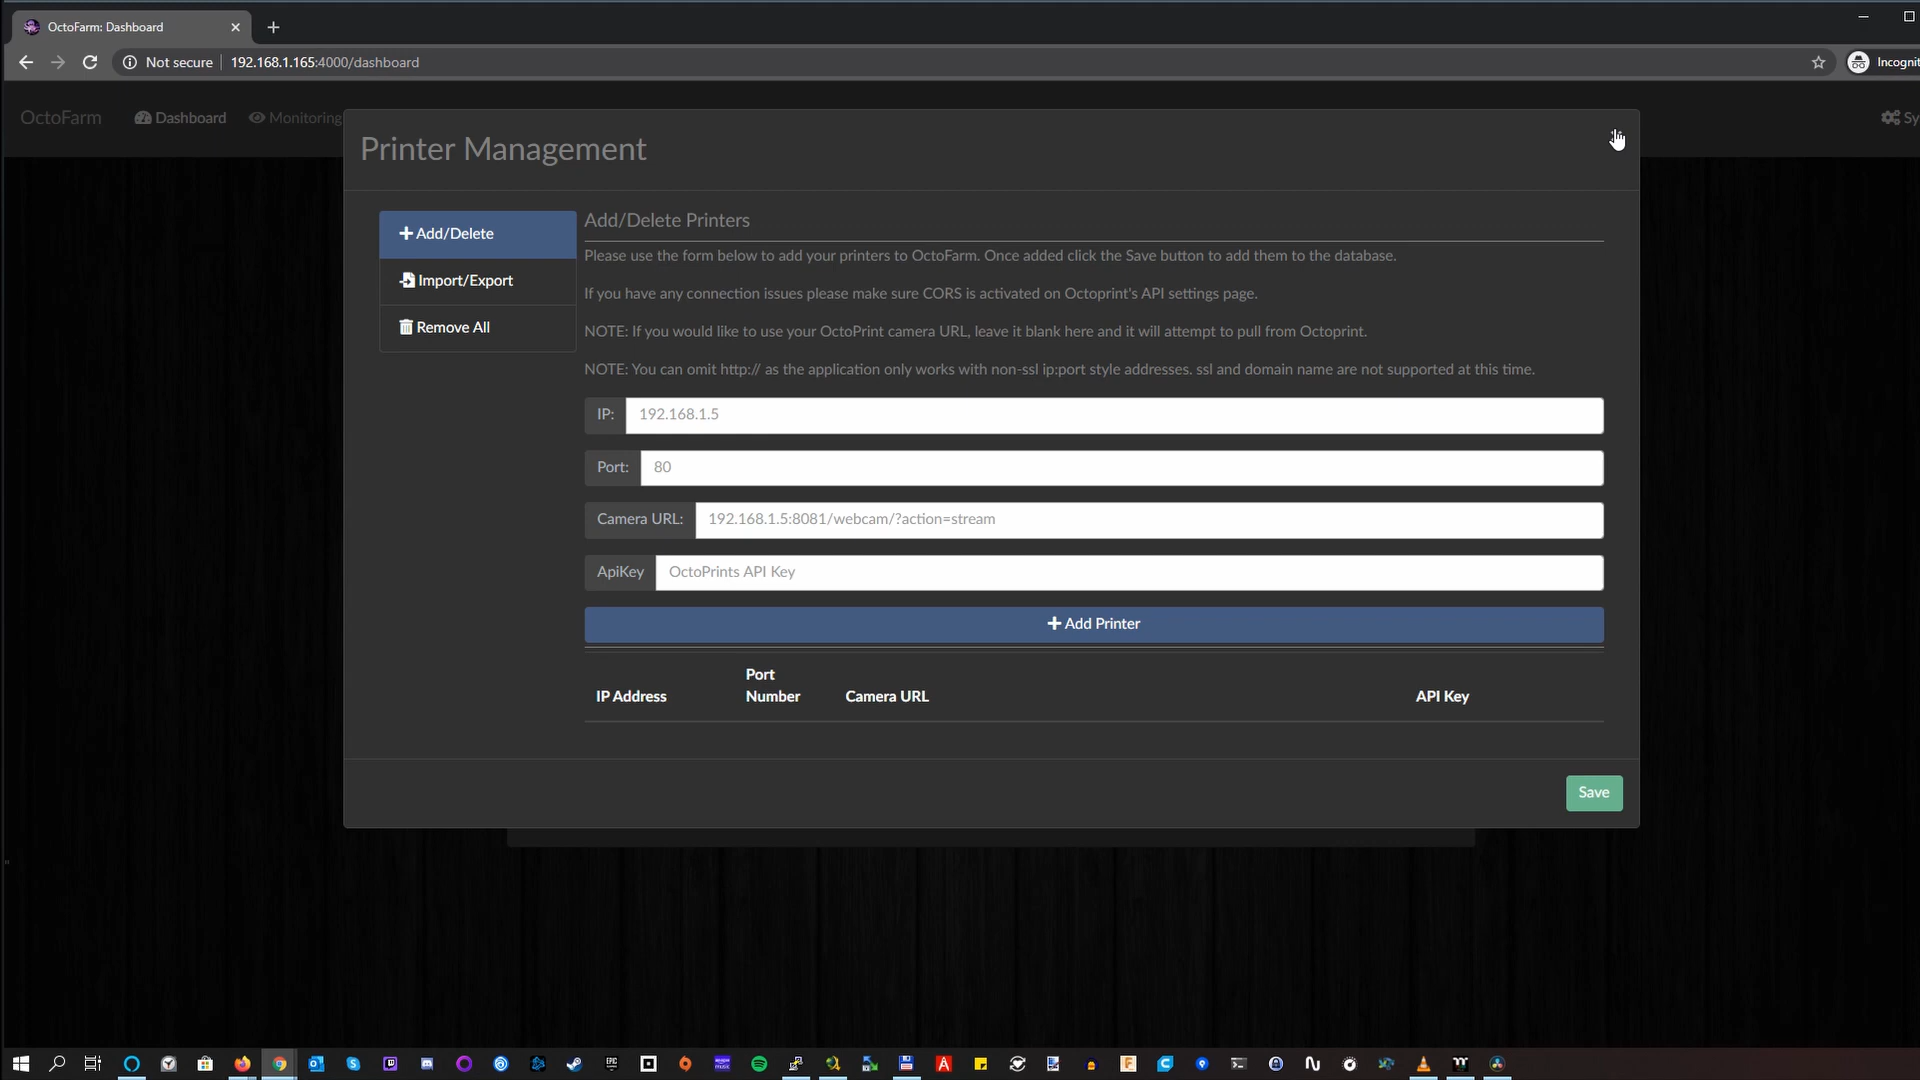 OctoFarm: Dashboard
Not secure 192.168.1.165:4000/dashboard
Incognit
OctoFarm Dashboard Monitoring Sy
Printer Management
Add/Delete
Import/Export
Remove All
Add/Delete Printers
Please use the form below to add your printers to OctoFarm. Once added click the Save button to add them to the database.
If you have any connection issues please make sure CORS is activated on Octoprint's API settings page.
NOTE: If you would like to use your OctoPrint camera URL, leave it blank here and it will attempt to pull from Octoprint.
NOTE: You can omit http:// as the application only works with non-ssl ip:port style addresses. ssl and domain name are not supported at this time.
IP: 192.168.1.5
Port: 80
Camera URL: 192.168.1.5:8081/webcam/?action=stream
ApiKey OctoPrints API Key
Add Printer
IP Address Port Number Camera URL API Key
Save